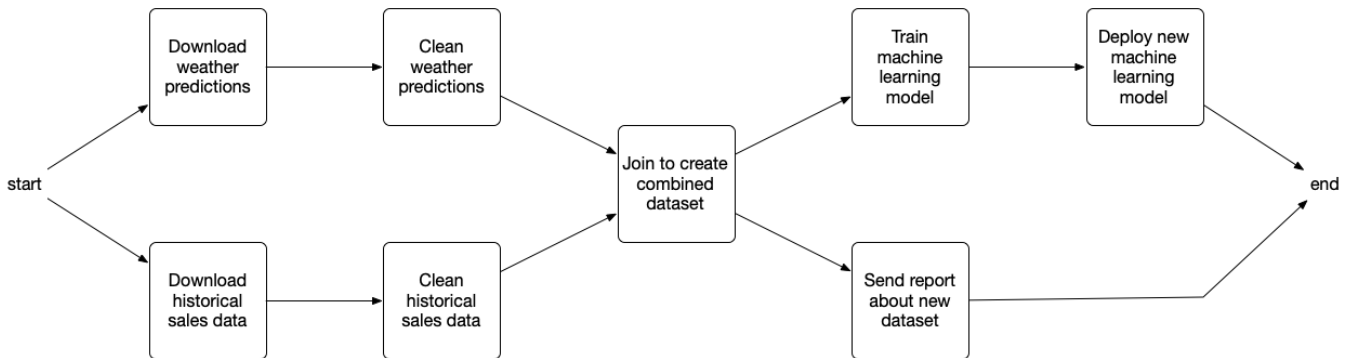 start
Download
weather
predictions
Clean
weather
predictions
Download
historical
sales data
Clean
historical
sales data
Join to create
combined
dataset
Train
machine
learning
model
Deploy new
machine
learning
model
Send report
about new
dataset
end